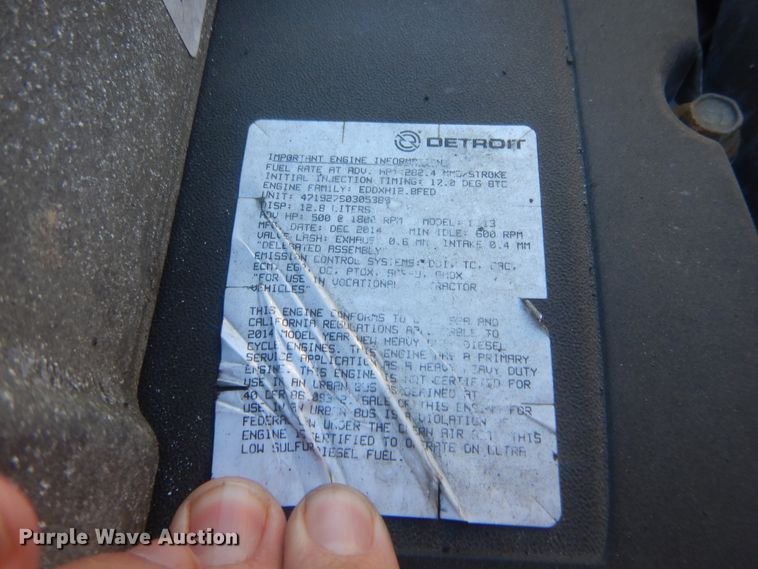 DETROIT
IMPORTANT ENGINE INFORMATION
FUEL RATE AT ADV. HP: 282.4 MM3/STROKE
INITIAL INJECTION TIMING: 12.0 DEG BTC
ENGINE FAMILY: EDDXH12.8FED
UNIT: 471927S0305389
DISP: 12.8 LITERS
ADV HP: 500 @ 1800 RPM MODEL:
MFG DATE: DEC 2014 MIN IDLE: 600 RPM
VALVE LASH: EXHAUST 0.6 MM, INTAKE 0.4 MM
"DELEGATED ASSEMBLY"
EMISSION CONTROL SYSTEMS: DDI, TC, CAC,
ECM, EGR, OC, PTOX,
"FOR USE IN VOCATIONAL TRACTOR
VEHICLES"
THIS ENGINE CONFORMS TO AND
CALIFORNIA REGULATIONS APPLICABLE TO
2014 MODEL YEAR NEW HEAVY DUTY DIESEL
CYCLE ENGINES. THIS ENGINE HAS A PRIMARY
SERVICE APPLICATION AS A HEAVY HEAVY DUTY
ENGINE. THIS ENGINE IS NOT CERTIFIED FOR
USE IN AN URBAN BUS AS DEFINED AT
40 CFR 86.093-2. SALE OF THIS ENGINE FOR
USE IN AN URBAN BUS IS A VIOLATION OF
FEDERAL LAW UNDER THE CLEAN AIR ACT. THIS
ENGINE IS CERTIFIED TO OPERATE ON ULTRA
LOW SULFUR DIESEL FUEL.
Purple Wave Auction